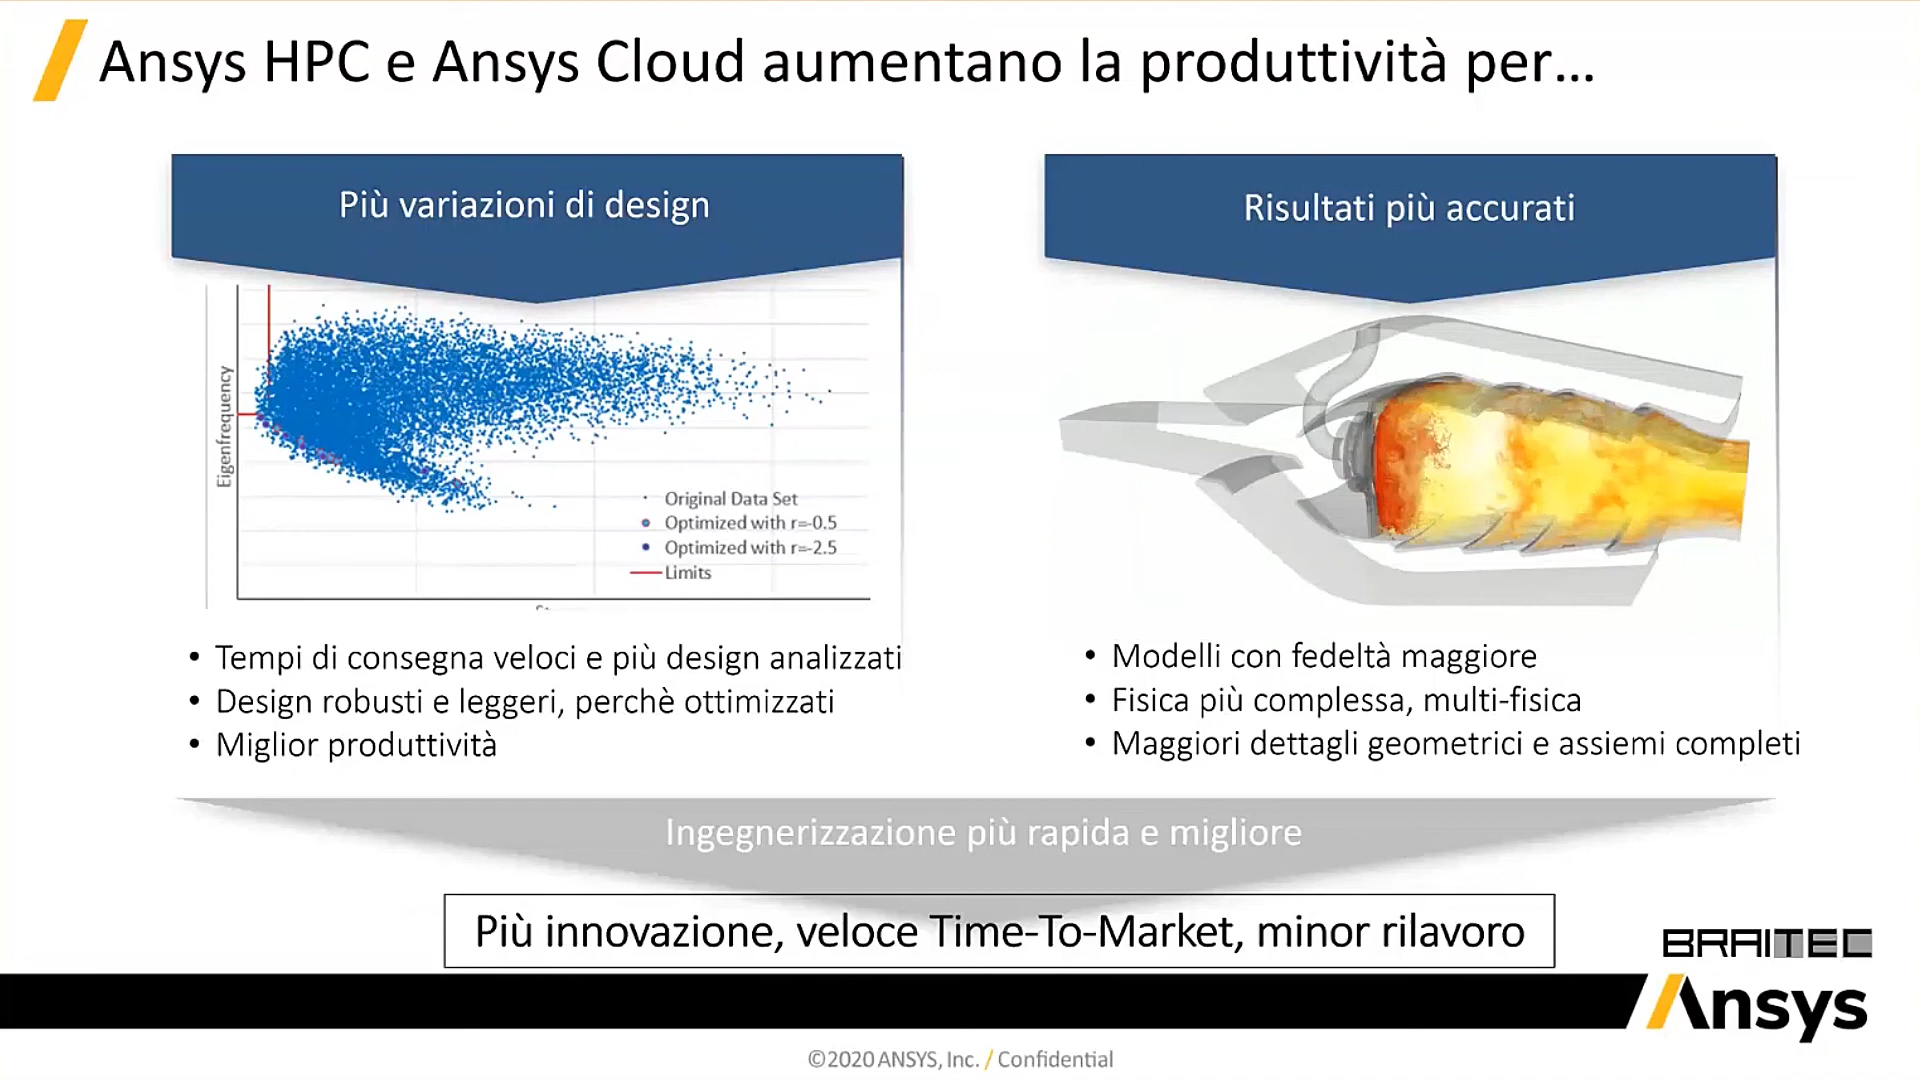 Ansys HPC e Ansys Cloud aumentano la produttività per...
Più variazioni di design
Eigenfrequency
Original Data Set
Optimized with r=-0.5
Optimized with r=-2.5
Limits
• Tempi di consegna veloci e più design analizzati
• Design robusti e leggeri, perchè ottimizzati
• Miglior produttività
Risultati più accurati
• Modelli con fedeltà maggiore
• Fisica più complessa, multi-fisica
• Maggiori dettagli geometrici e assiemi completi
Ingegnerizzazione più rapida e migliore
Più innovazione, veloce Time-To-Market, minor rilavoro
BRAITEC
Ansys
©2020 ANSYS, Inc. / Confidential